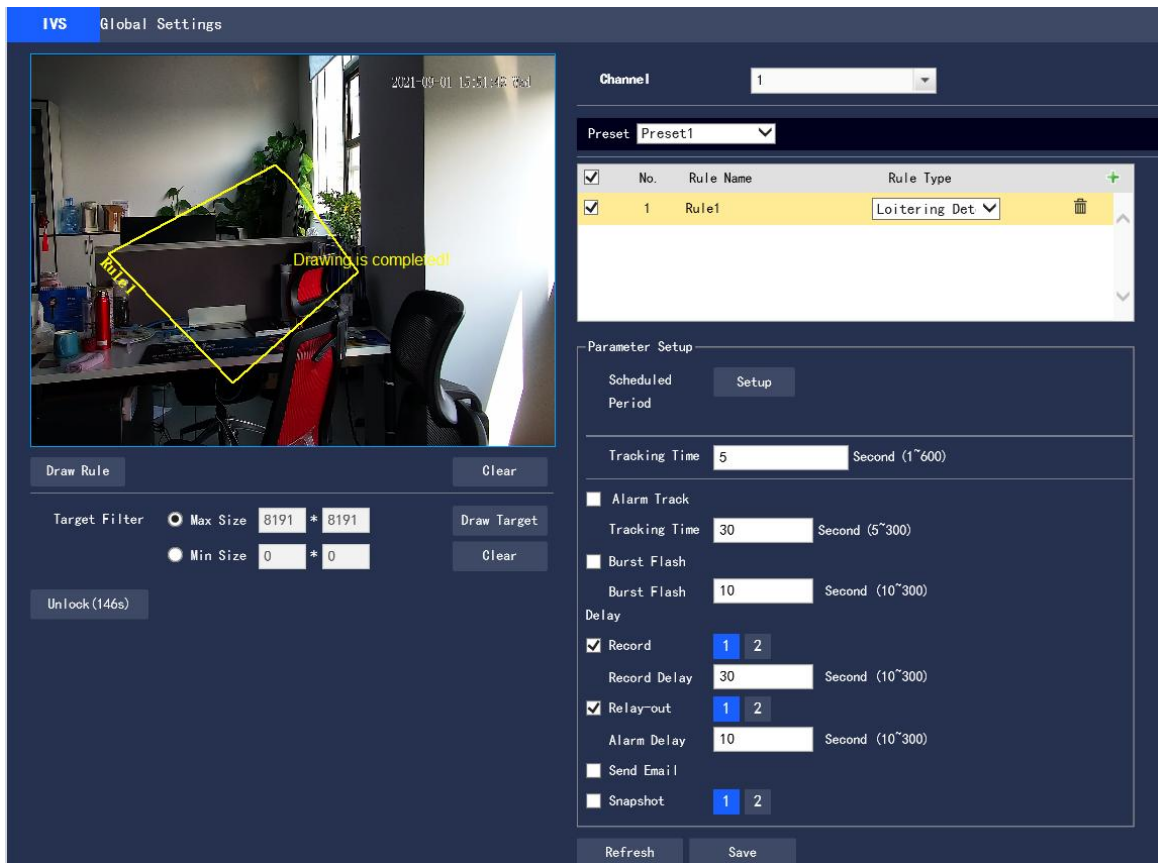 IVS Global Settings
2021-09-01
Rule1
Drawing is completed!
Draw Rule Clear
Target Filter Max Size 8191 * 8191 Draw Target
Min Size 0 * 0 Clear
Unlock(146s)
Channel 1
Preset Preset1
No. Rule Name Rule Type +
1 Rule1 Loitering Det
Parameter Setup
Scheduled Setup
Period
Tracking Time 5 Second (1~600)
Alarm Track
Tracking Time 30 Second (5~300)
Burst Flash
Burst Flash 10 Second (10~300)
Delay
Record 1 2
Record Delay 30 Second (10~300)
Relay-out 1 2
Alarm Delay 10 Second (10~300)
Send Email
Snapshot 1 2
Refresh Save